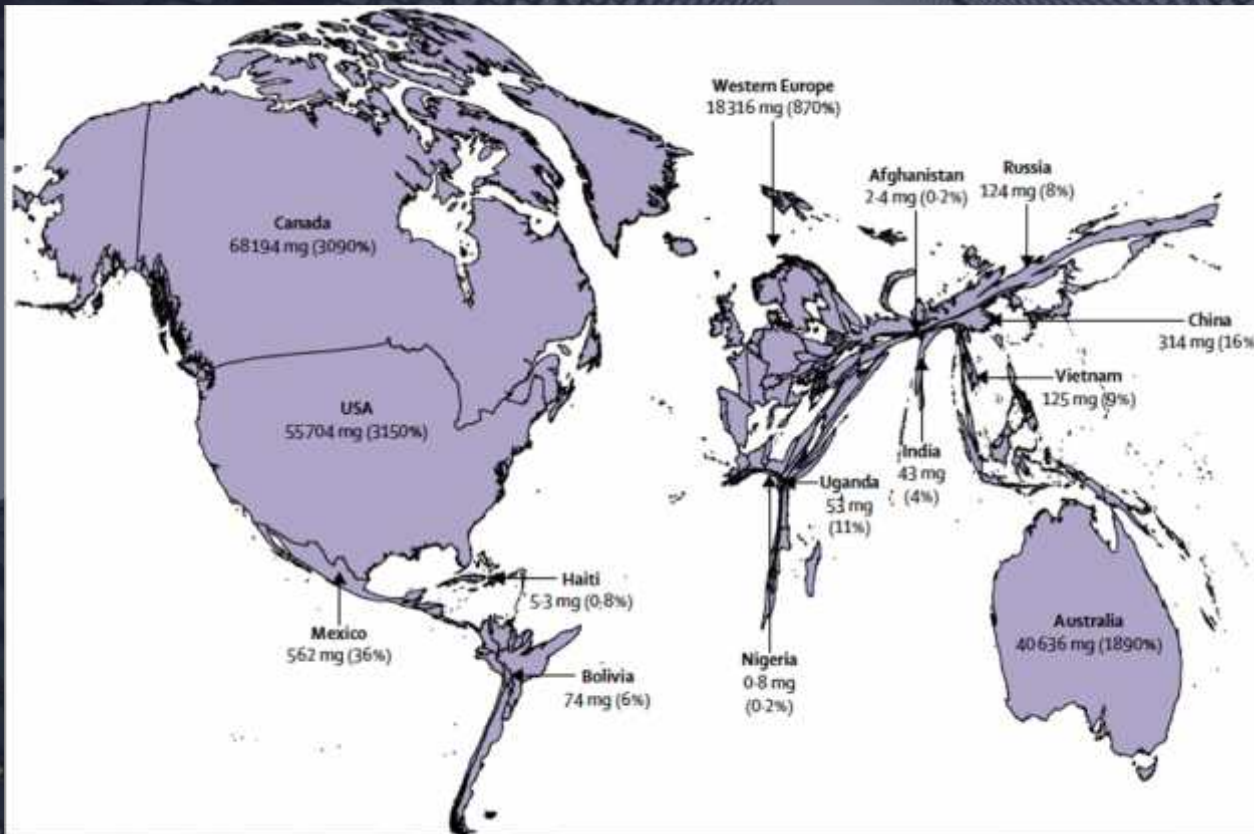 Western Europe
18316 mg (870%)
Afghanistan
2·4 mg (0·2%)
Russia
124 mg (8%)
Canada
68194 mg (3090%)
China
314 mg (16%
Vietnam
125 mg (9%)
USA
55704 mg (3150%)
India
43 mg
(4%)
Uganda
53 mg
(11%)
Haiti
5·3 mg (0·8%)
Mexico
562 mg (36%)
Bolivia
74 mg (6%)
Nigeria
0·8 mg
(0·2%)
Australia
40636 mg (1890%)